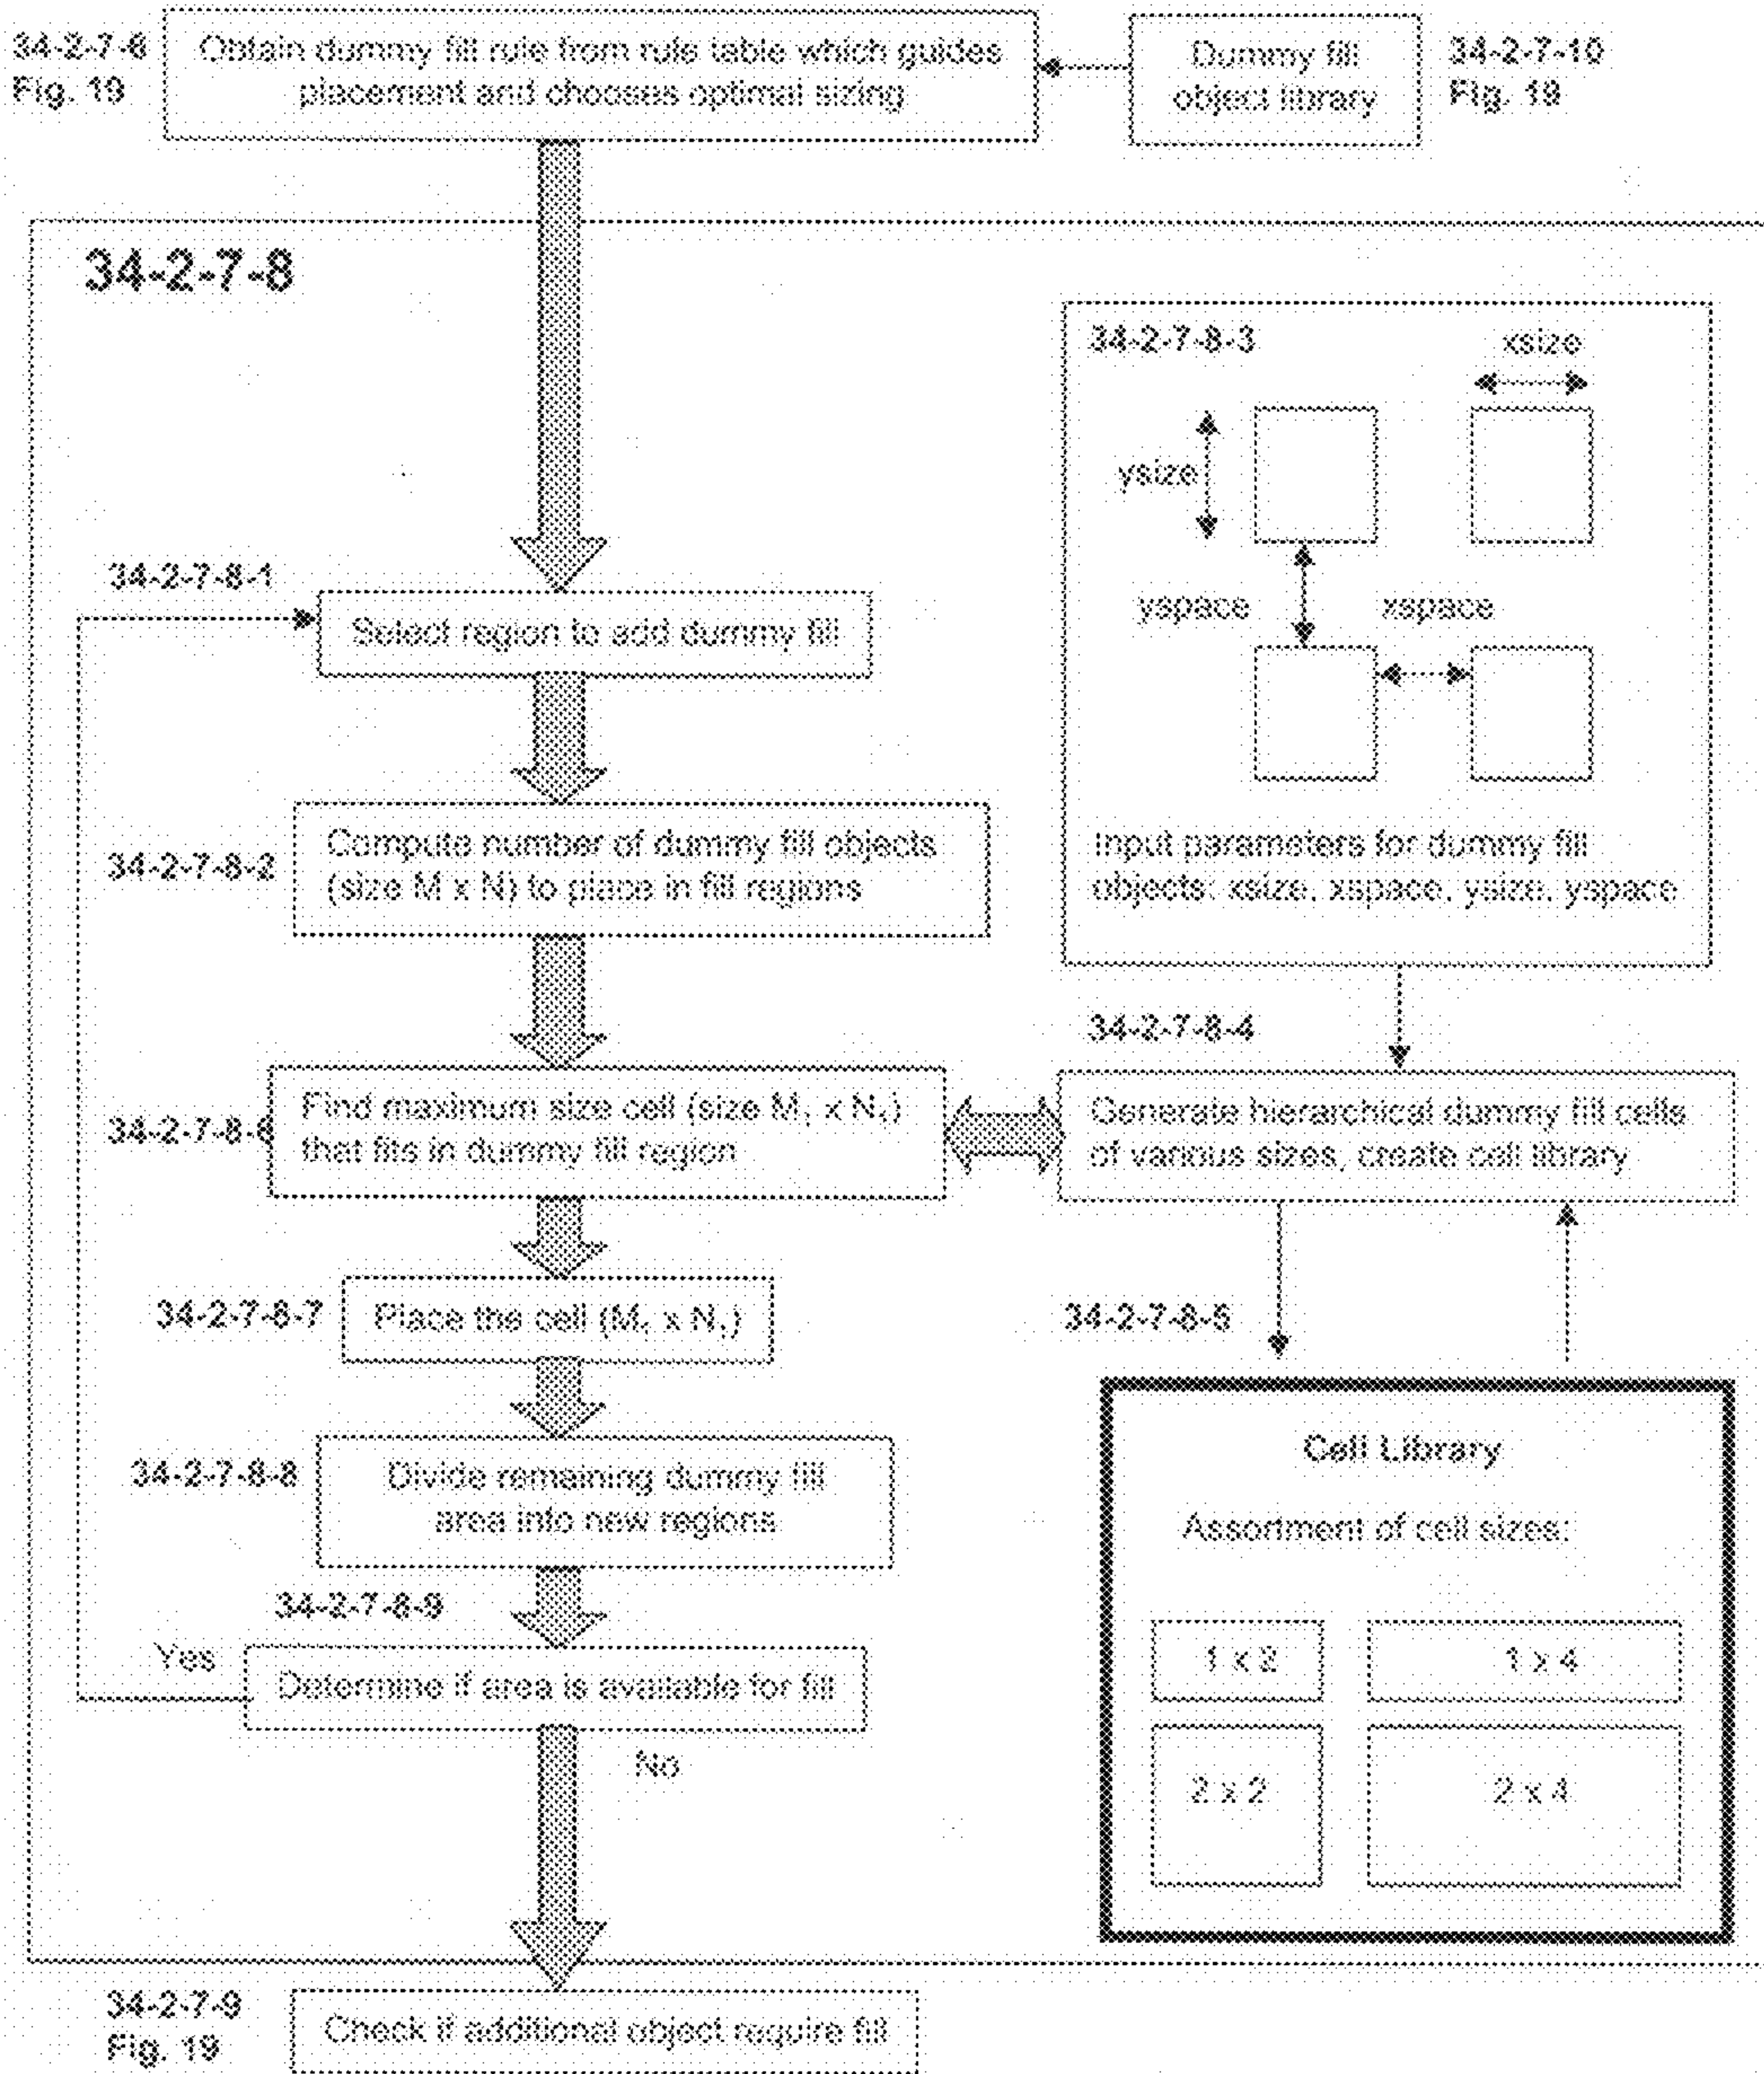 34-2-7-6
Fig. 19
Obtain dummy fill rule from rule table which guides
placement and chooses optimal sizing
Dummy fill
object library
34-2-7-10
Fig. 19
34-2-7-8
34-2-7-8-3
xsize
ysize
yspace
xspace
Input parameters for dummy fill
objects: xsize, xspace, ysize, yspace
34-2-7-8-1
Select region to add dummy fill
34-2-7-8-2
Compute number of dummy fill objects
(size M x N) to place in fill regions
34-2-7-8-4
34-2-7-8-6
Find maximum size cell (size M₁ x N₁)
that fits in dummy fill region
Generate hierarchical dummy fill cells
of various sizes, create cell library
34-2-7-8-7
Place the cell (M₁ x N₁)
34-2-7-8-5
34-2-7-8-8
Divide remaining dummy fill
area into new regions
Cell Library
Assortment of cell sizes:
1 x 2
1 x 4
2 x 2
2 x 4
34-2-7-8-9
Yes
Determine if area is available for fill
No
34-2-7-9
Fig. 19
Check if additional object require fill